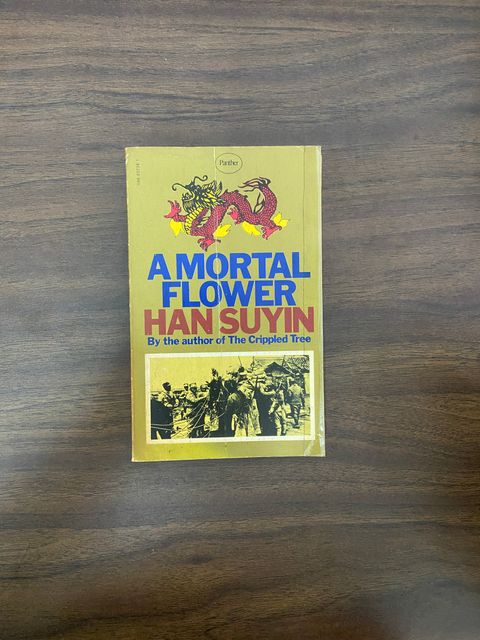 Panther
A MORTAL
FLOWER
HAN SUYIN
By the author of The Crippled Tree